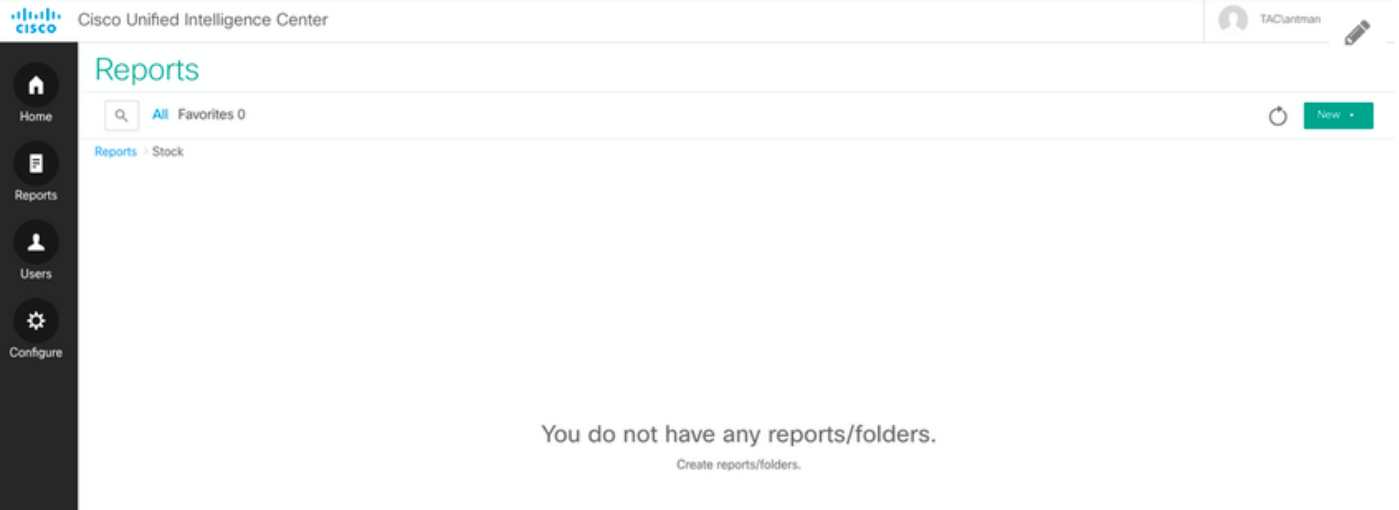 cisco Cisco Unified Intelligence Center TAC\antman
Reports
Home
All Favorites 0 New
Reports > Stock
Reports
Users
Configure
You do not have any reports/folders.
Create reports/folders.